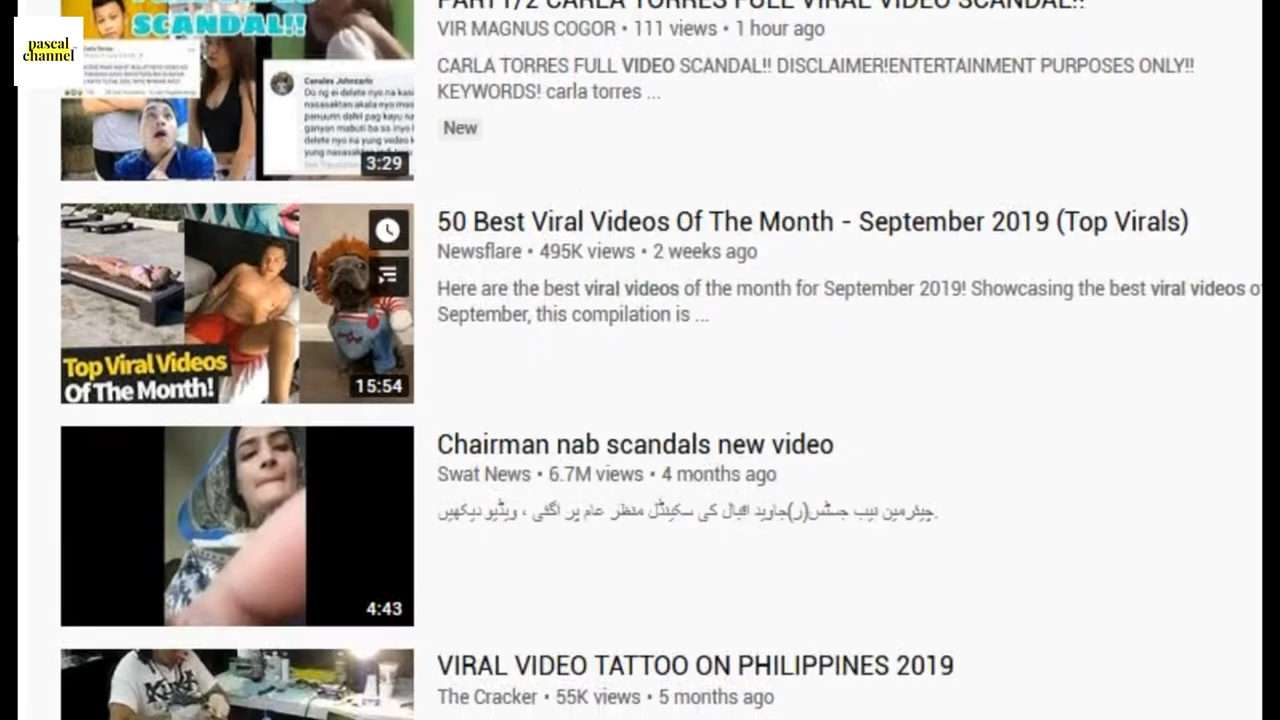 PART1/2 CARLA TORRES FULL VIRAL VIDEO SCANDAL!!
pascal
channel
SCANDAL!!
VIR MAGNUS COGOR • 111 views • 1 hour ago
CARLA TORRES FULL VIDEO SCANDAL!! DISCLAIMER!ENTERTAINMENT PURPOSES ONLY!!
KEYWORDS! carla torres ...
Canales Johncarlo
New
3:29
50 Best Viral Videos Of The Month - September 2019 (Top Virals)
Newsflare • 495K views • 2 weeks ago
Here are the best viral videos of the month for September 2019! Showcasing the best viral videos
September, this compilation is ...
Top Viral Videos
Of The Month!
15:54
Chairman nab scandals new video
Swat News • 6.7M views • 4 months ago
چیئرمین نیب جسٹس(ر)جاوید اقبال کی سکینڈل منظر عام پر اگئی ، ویڈیو دیکھیں.
4:43
VIRAL VIDEO TATTOO ON PHILIPPINES 2019
The Cracker • 55K views • 5 months ago